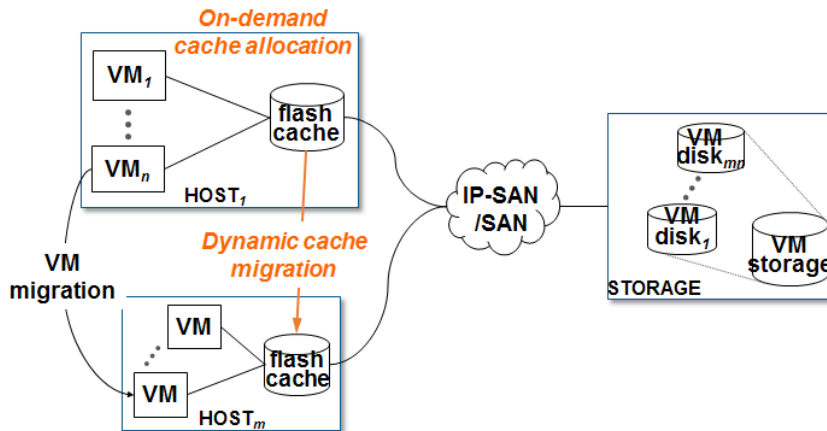 On-demand
cache allocation
VM1
VMn
flash
cache
HOST1
VM
migration
Dynamic cache
migration
VM
VM
flash
cache
HOSTm
IP-SAN
/SAN
VM
diskmn
VM
disk1
VM
storage
STORAGE